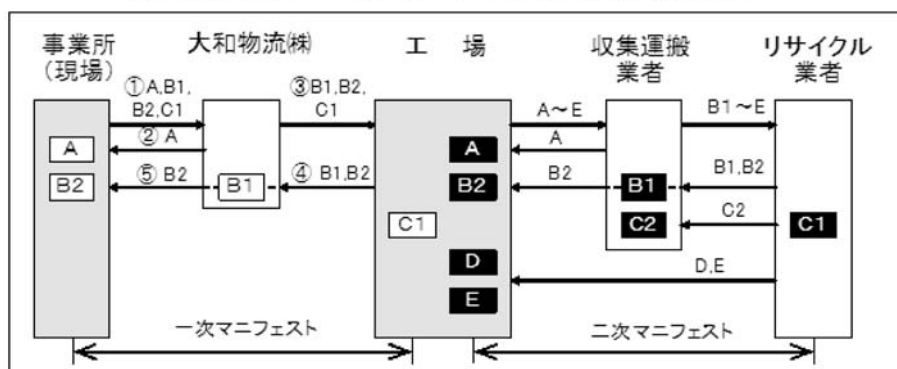 事業所
(現場)
大和物流㈱
工 場
収集運搬
業者
リサイクル
業者
①A,B1,
B2,C1
③B1,B2,
C1
A～E
B1～E
② A
A
A
A
⑤ B2
B2
B1
④ B1,B2
B2
B2
B1
B1,B2
C1
C2
C2
C1
D
D,E
E
一次マニフェスト
二次マニフェスト